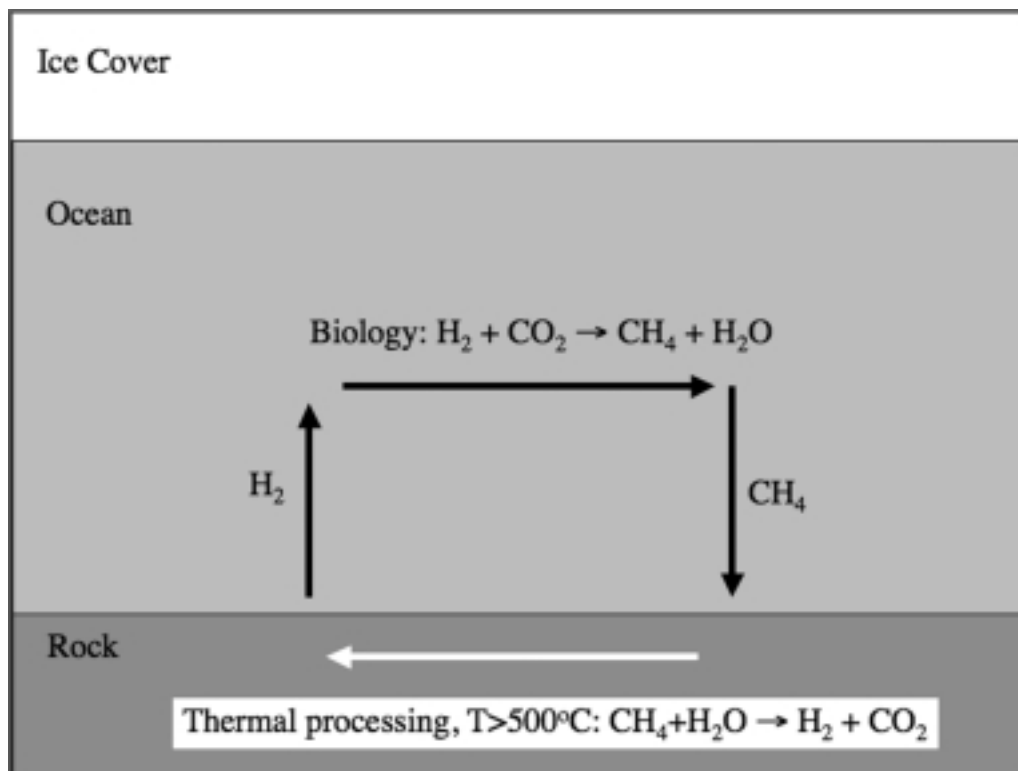 Ice Cover
Ocean
Biology: H₂ + CO₂ → CH₄ + H₂O
H₂
CH₄
Rock
Thermal processing, T>500°C: CH₄+H₂O → H₂ + CO₂